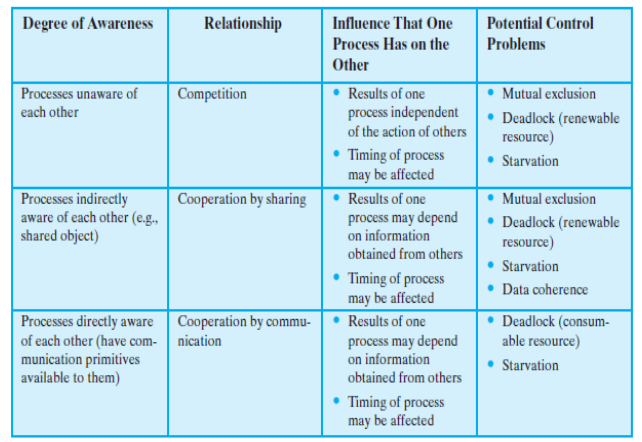 Degree of Awareness
Relationship
Influence That One
Process Has on the
Other
Potential Control
Problems
Processes unaware of
each other
Competition
• Results of one
process independent
of the action of others
• Timing of process
may be affected
• Mutual exclusion
• Deadlock (renewable
resource)
• Starvation
Processes indirectly
aware of each other (e.g.,
shared object)
Cooperation by sharing
• Results of one
process may depend
on information
obtained from others
• Timing of process
may be affected
• Mutual exclusion
• Deadlock (renewable
resource)
• Starvation
• Data coherence
Processes directly aware
of each other (have com-
munication primitives
available to them)
Cooperation by commu-
nication
• Results of one
process may depend
on information
obtained from others
• Timing of process
may be affected
• Deadlock (consum-
able resource)
• Starvation